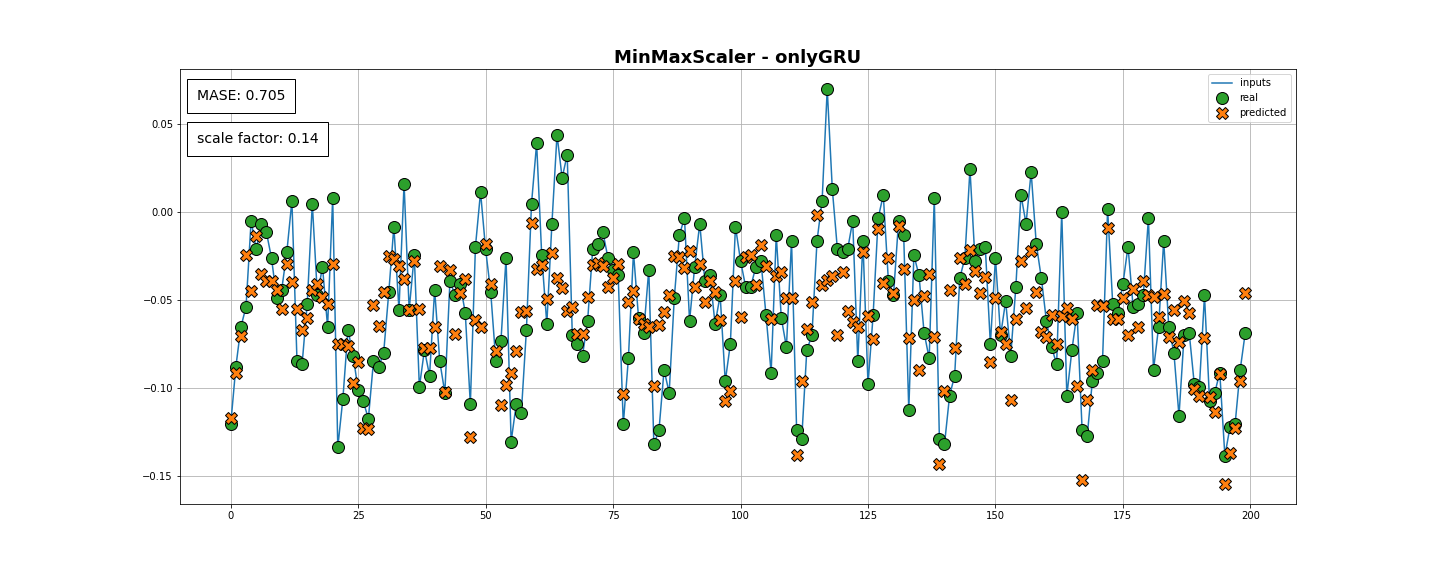 MinMaxScaler - onlyGRU
MASE: 0.705
scale factor: 0.14
inputs
real
predicted
0.05
0.00
−0.05
−0.10
−0.15
0 25 50 75 100 125 150 175 200